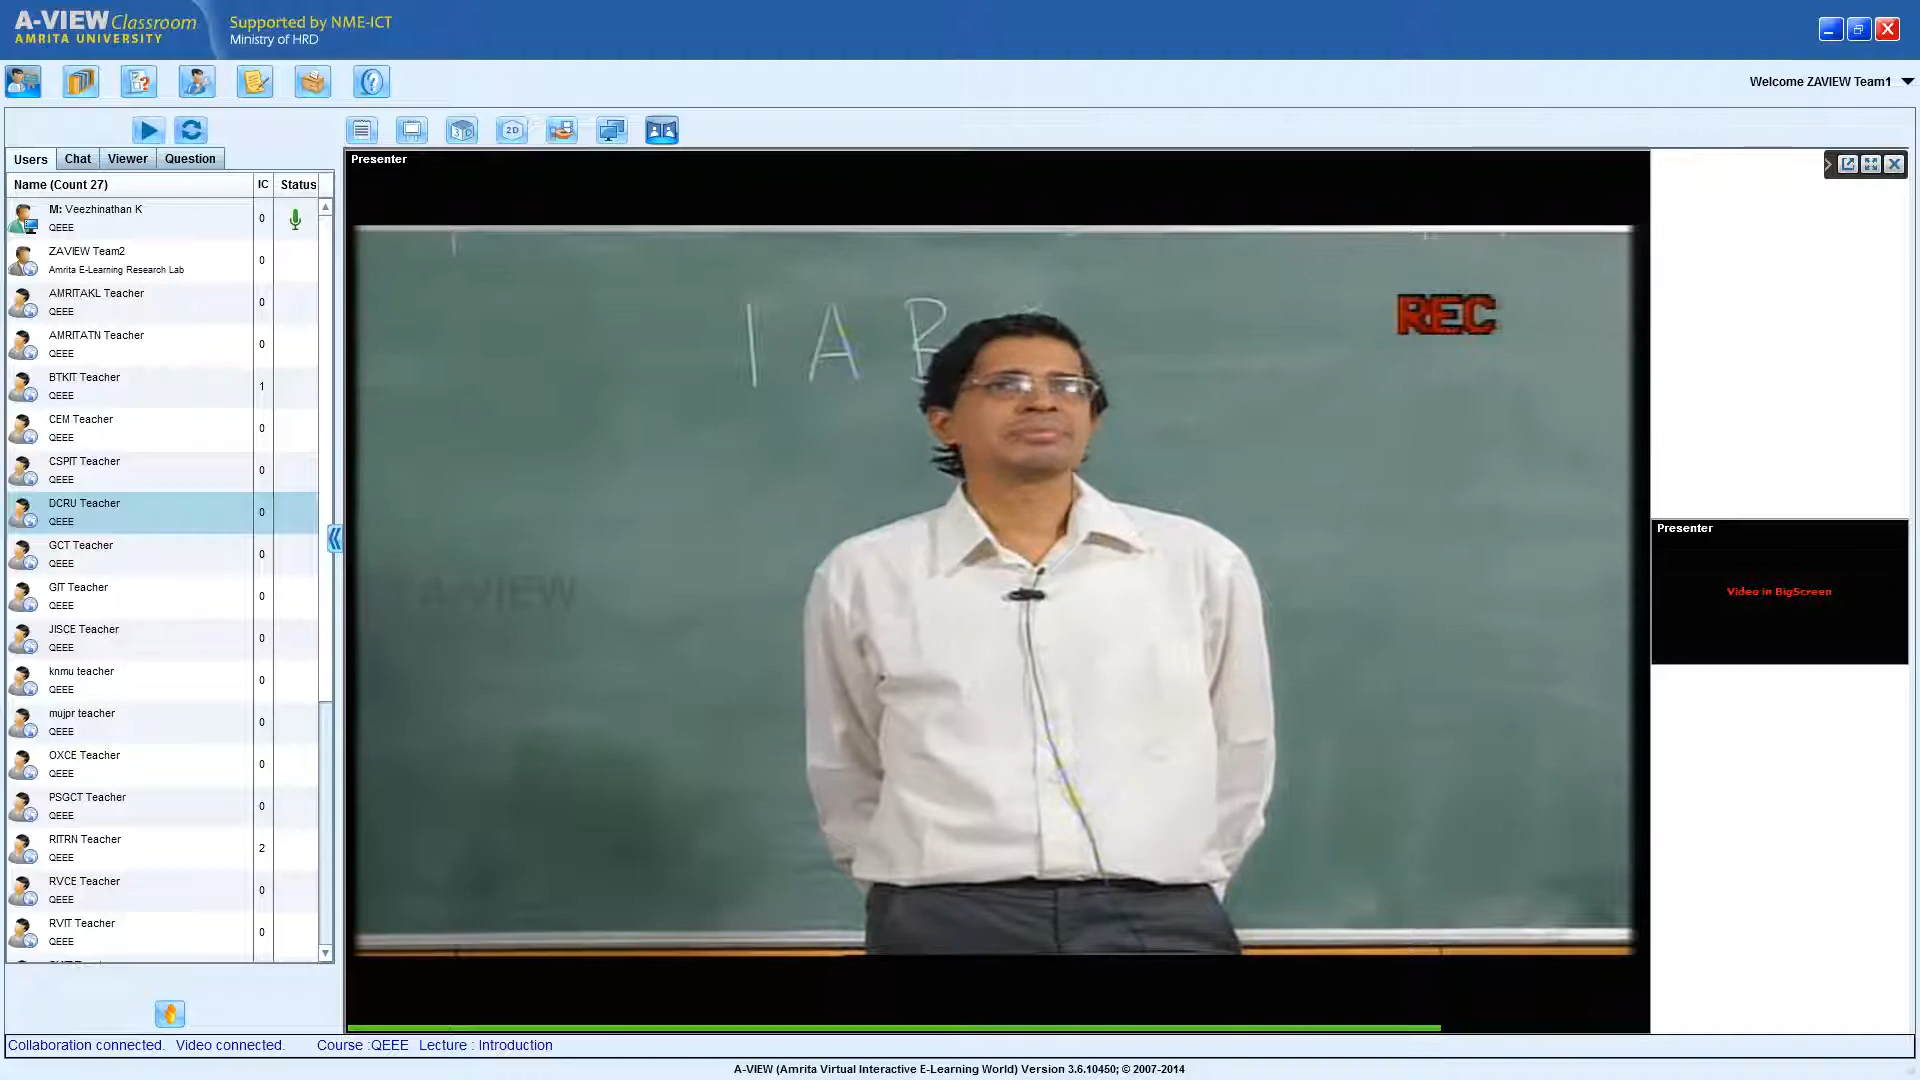 A-VIEW Classroom
AMRITA UNIVERSITY
Supported by NME-ICT
Ministry of HRD
Welcome ZAVIEW Team1
3D
2D
Users Chat Viewer Question
Name (Count 27) IC Status
M: Veezhinathan K
QEEE
0
ZAVIEW Team2
Amrita E-Learning Research Lab
0
AMRITAKL Teacher
QEEE
0
AMRITATN Teacher
QEEE
0
BTKIT Teacher
QEEE
1
CEM Teacher
QEEE
0
CSPIT Teacher
QEEE
0
DCRU Teacher
QEEE
0
GCT Teacher
QEEE
0
GIT Teacher
QEEE
0
JISCE Teacher
QEEE
0
knmu teacher
QEEE
0
mujpr teacher
QEEE
0
OXCE Teacher
QEEE
0
PSGCT Teacher
QEEE
0
RITRN Teacher
QEEE
2
RVCE Teacher
QEEE
0
RVIT Teacher
QEEE
0
Presenter
I A B
REC
A-VIEW
Presenter
Video in BigScreen
Collaboration connected. Video connected. Course :QEEE Lecture : Introduction
A-VIEW (Amrita Virtual Interactive E-Learning World) Version 3.6.10450; © 2007-2014